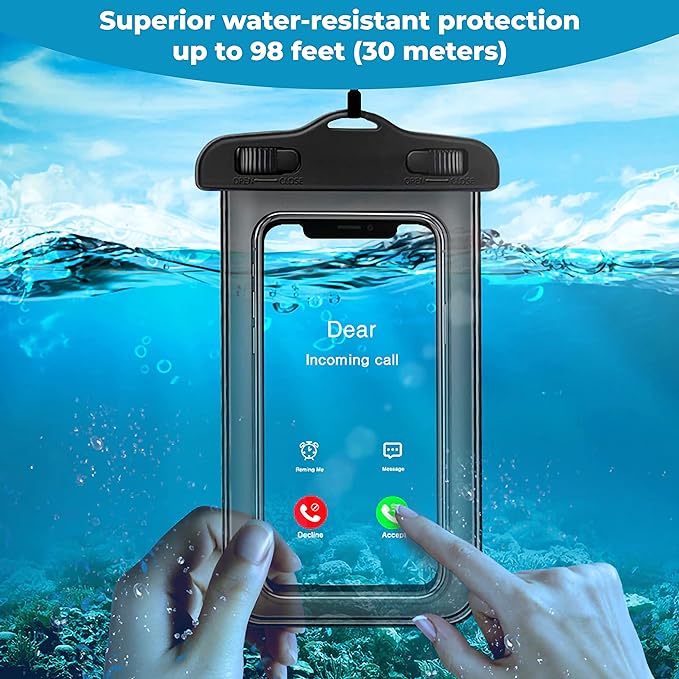 Superior water-resistant protection
up to 98 feet (30 meters)
OPEN CLOSE OPEN CLOSE
Dear
Incoming call
Reming Me Message
Decline Accept